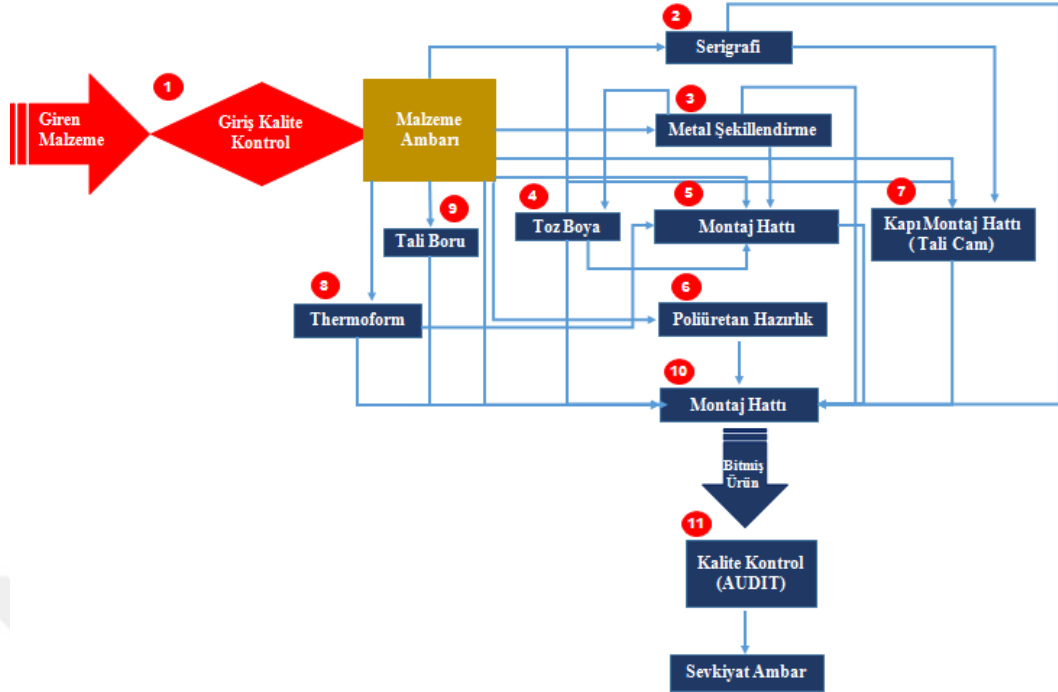 2
Serigrafi
1
Giren
Malzeme
Giriş Kalite
Kontrol
Malzeme
Ambarı
3
Metal Şekillendirme
9
Tali Boru
4
Toz Boya
5
Montaj Hattı
7
Kapı Montaj Hattı
( Tali Cam)
8
Thermoform
6
Poliüretan Hazırlık
10
Montaj Hattı
Bitmiş
Ürün
11
Kalite Kontrol
(AUDIT)
Sevkiyat Ambar